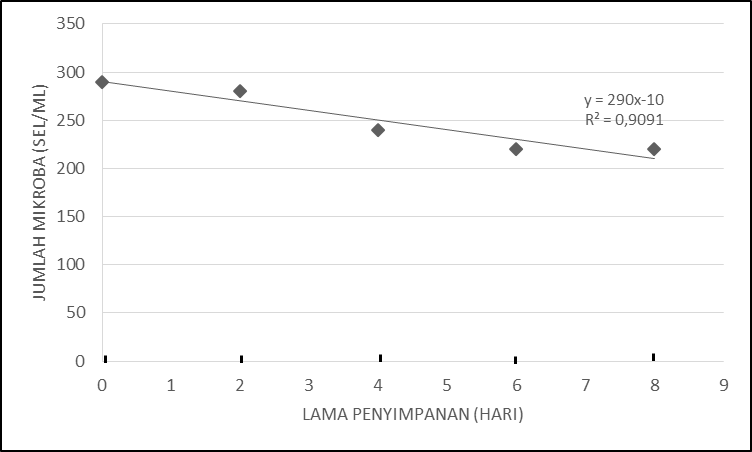 350
300
250
200
150
100
50
0
JUMLAH MIKROBA (SEL/ML)
y = 290x-10
R² = 0,9091
0 1 2 3 4 5 6 7 8 9
LAMA PENYIMPANAN (HARI)